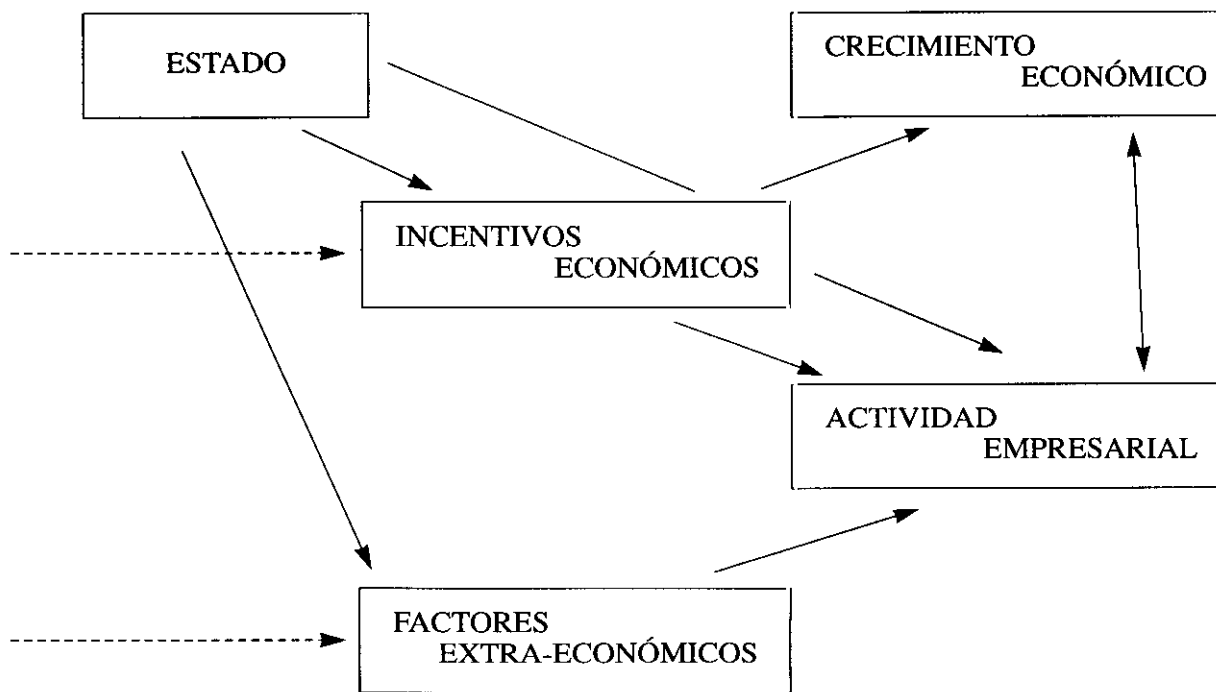 ESTADO
CRECIMIENTO
ECONÓMICO
INCENTIVOS
ECONÓMICOS
ACTIVIDAD
EMPRESARIAL
FACTORES
EXTRA-ECONÓMICOS